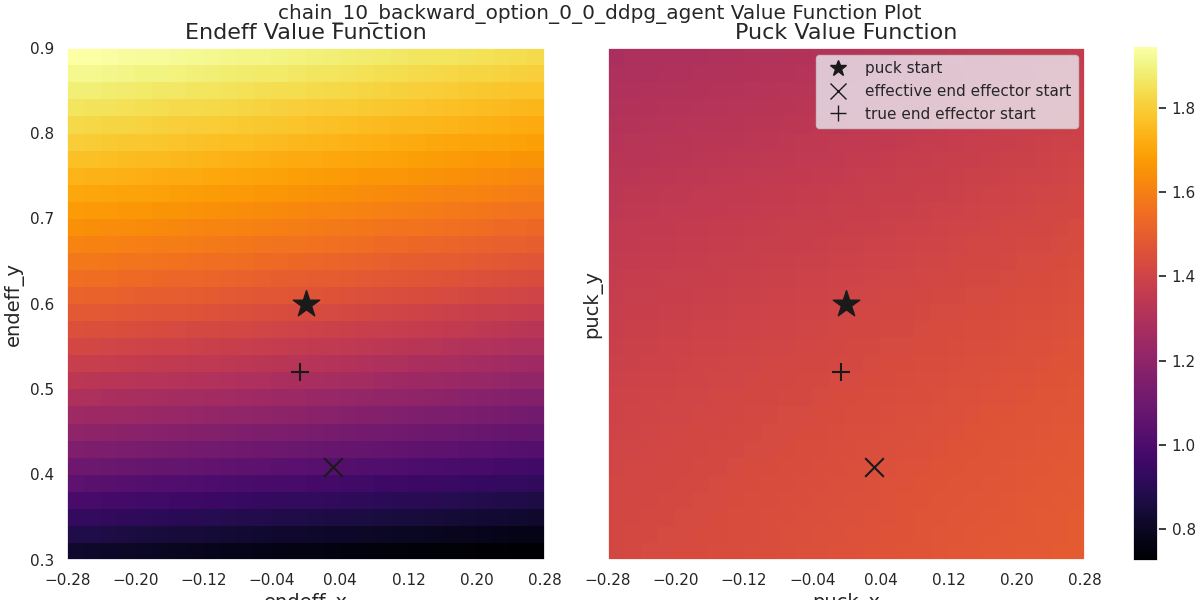 chain_10_backward_option_0_0_ddpg_agent Value Function Plot
Endeff Value Function
Puck Value Function
puck start
effective end effector start
true end effector start
endeff_y
0.9
0.8
0.7
0.6
0.5
0.4
0.3
−0.28 −0.20 −0.12 −0.04 0.04 0.12 0.20 0.28
endeff_x
puck_y
−0.28 −0.20 −0.12 −0.04 0.04 0.12 0.20 0.28
puck_x
1.8
1.6
1.4
1.2
1.0
0.8